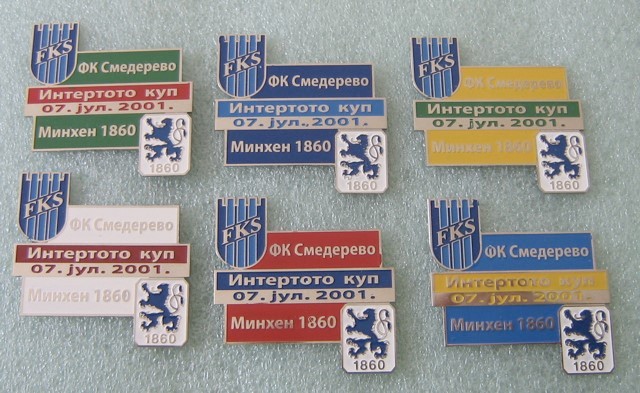 FKS
ФК Смедерево
Интертото куп
07. јул. 2001.
Минхен 1860
1860
FKS
ФК Смедерево
Интертото куп
07. јул. 2001.
Минхен 1860
1860
FKS
ФК Смедерево
Интертото куп
07. јул. 2001.
Минхен 1860
1860
FKS
ФК Смедерево
Интертото куп
07. јул. 2001.
Минхен 1860
1860
FKS
ФК Смедерево
Интертото куп
07. јул. 2001.
Минхен 1860
1860
FKS
ФК Смедерево
Интертото куп
07. јул. 2001.
Минхен 1860
1860